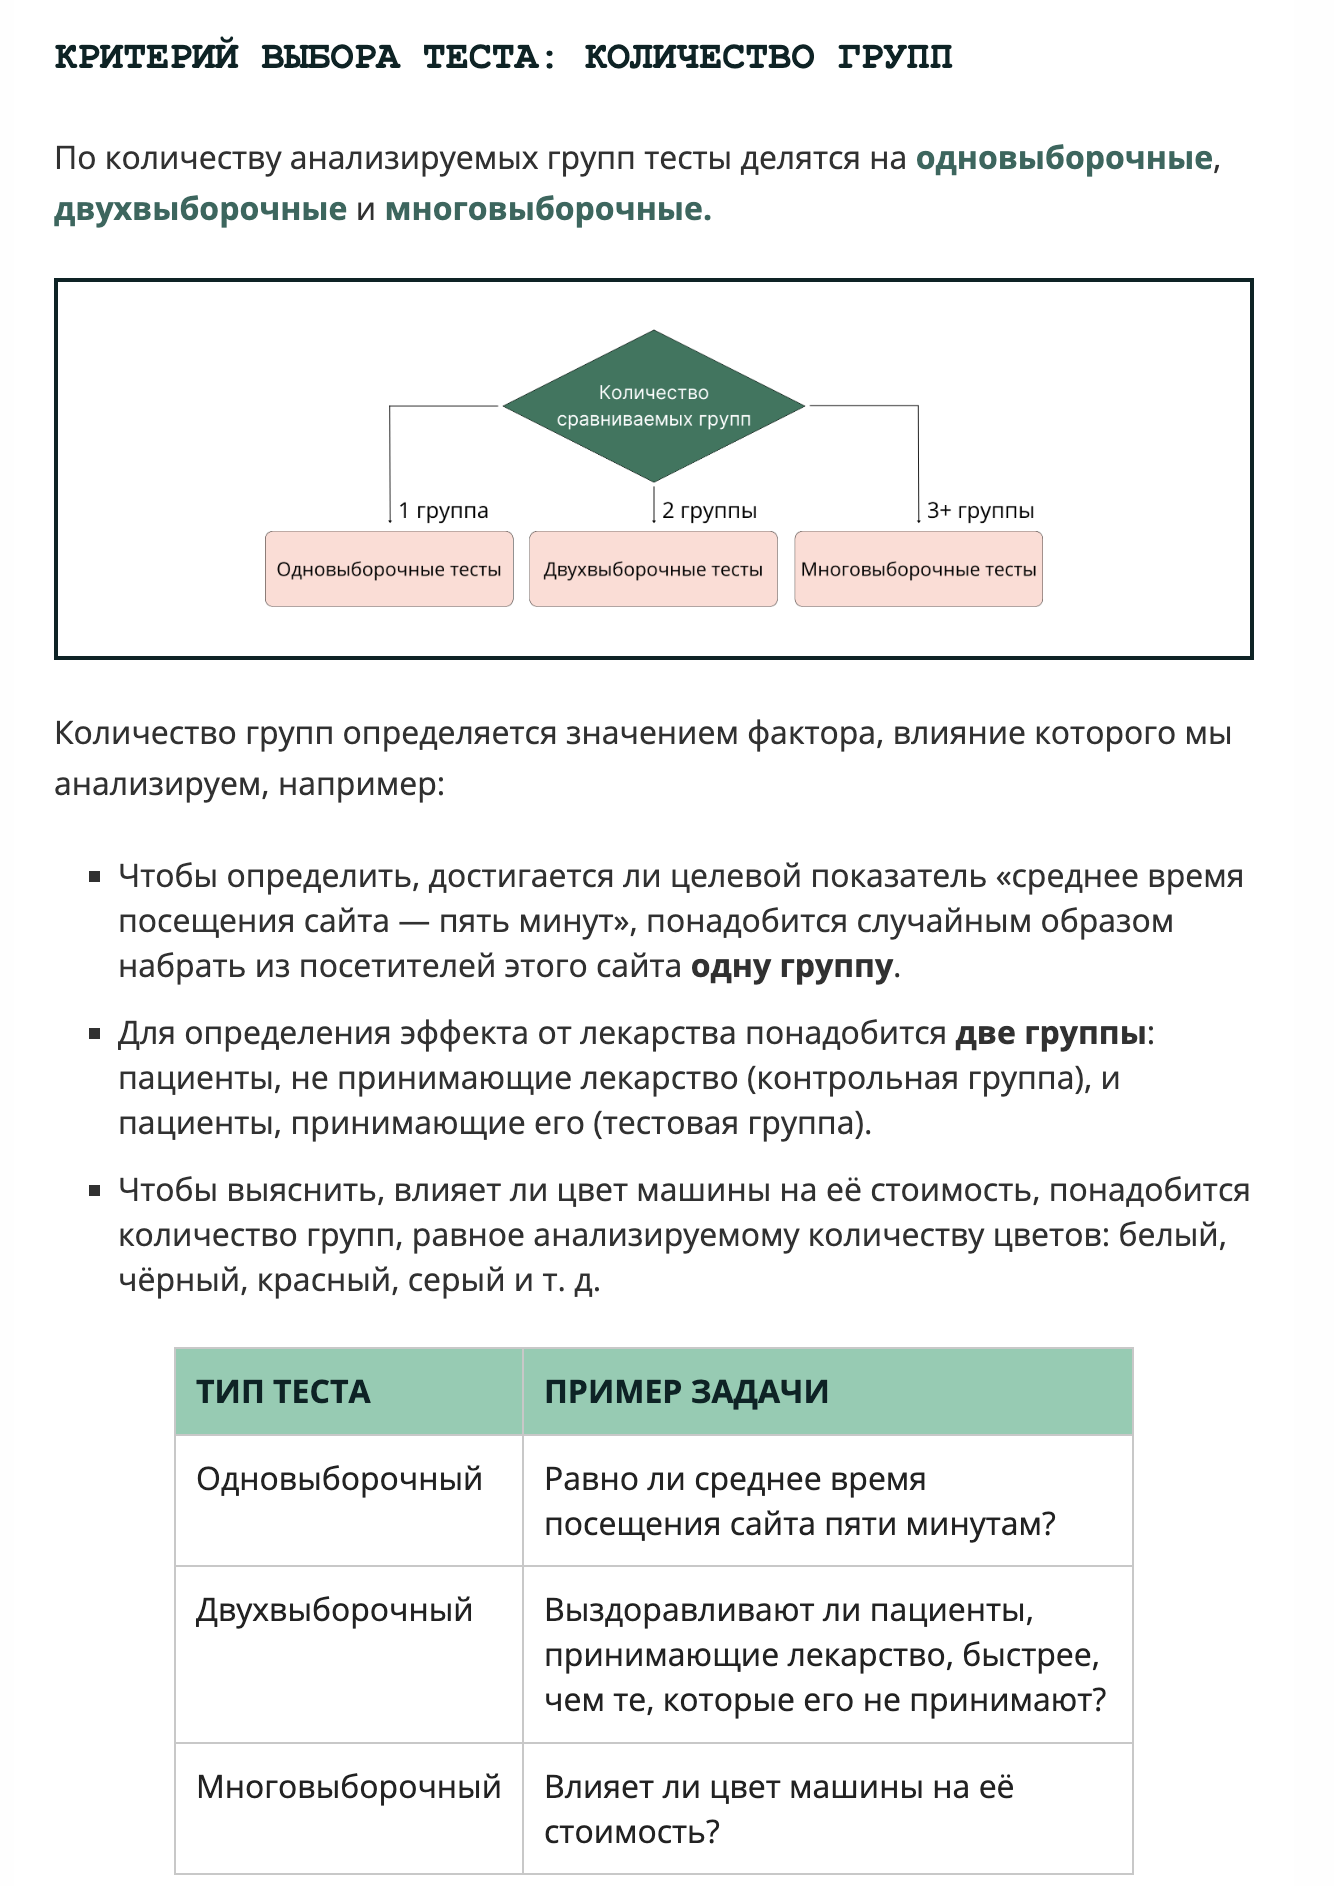 КРИТЕРИЙ ВЫБОРА ТЕСТА: КОЛИЧЕСТВО ГРУПП
По количеству анализируемых групп тесты делятся на одновыборочные,
двухвыборочные и многовыборочные.
Количество
сравниваемых групп
1 группа
2 группы
3+ группы
Одновыборочные тесты
Двухвыборочные тесты
Многовыборочные тесты
Количество групп определяется значением фактора, влияние которого мы
анализируем, например:
Чтобы определить, достигается ли целевой показатель «среднее время
посещения сайта — пять минут», понадобится случайным образом
набрать из посетителей этого сайта одну группу.
Для определения эффекта от лекарства понадобится две группы:
пациенты, не принимающие лекарство (контрольная группа), и
пациенты, принимающие его (тестовая группа).
Чтобы выяснить, влияет ли цвет машины на её стоимость, понадобится
количество групп, равное анализируемому количеству цветов: белый,
чёрный, красный, серый и т. д.
ТИП ТЕСТА
ПРИМЕР ЗАДАЧИ
Одновыборочный
Равно ли среднее время
посещения сайта пяти минутам?
Двухвыборочный
Выздоравливают ли пациенты,
принимающие лекарство, быстрее,
чем те, которые его не принимают?
Многовыборочный
Влияет ли цвет машины на её
стоимость?